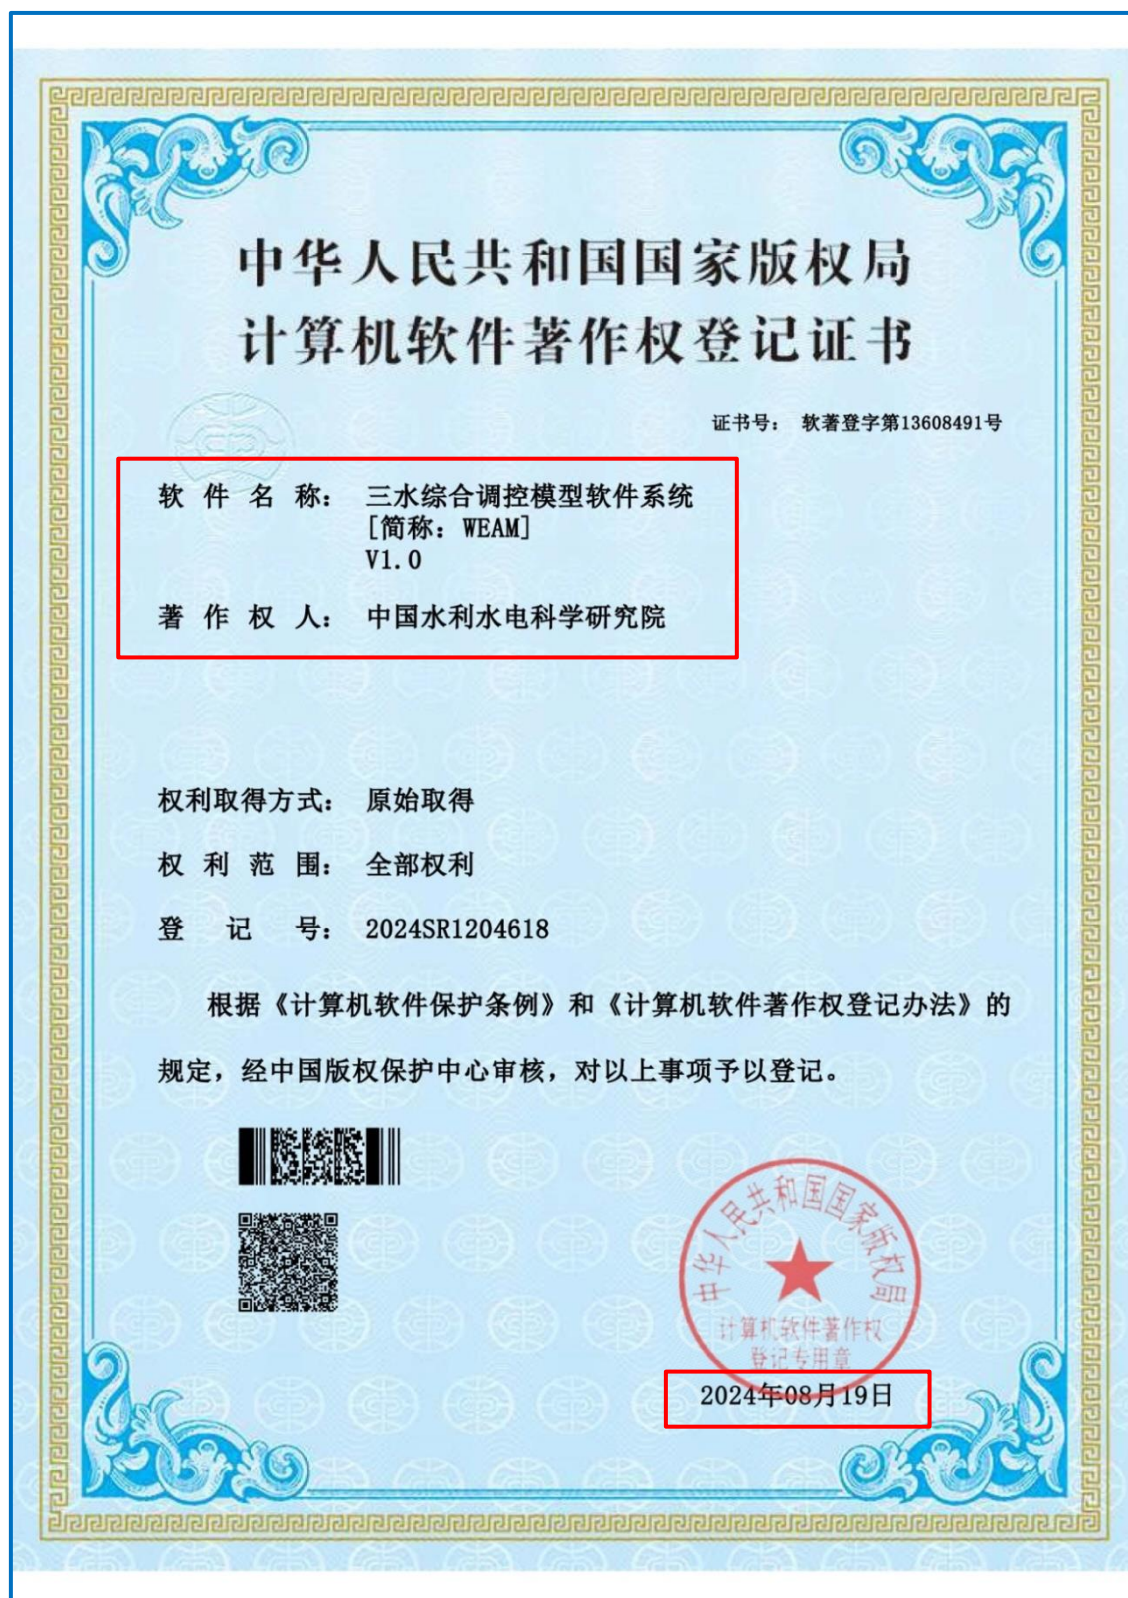 中华人民共和国国家版权局
计算机软件著作权登记证书
证书号： 软著登字第13608491号
软件名称： 三水综合调控模型软件系统
[简称：WEAM]
V1.0
著作权人： 中国水利水电科学研究院
权利取得方式： 原始取得
权利范围： 全部权利
登记号： 2024SR1204618
根据《计算机软件保护条例》和《计算机软件著作权登记办法》的
规定，经中国版权保护中心审核，对以上事项予以登记。
中华人民共和国国家版权局
计算机软件著作权
登记专用章
2024年08月19日